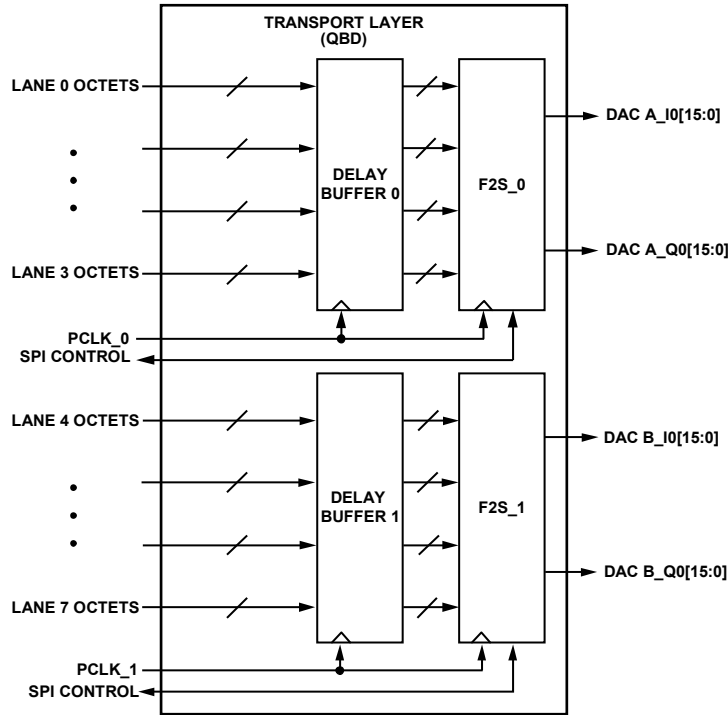 TRANSPORT LAYER
(QBD)
LANE 0 OCTETS
DELAY
BUFFER 0
F2S_0
DAC A_I0[15:0]
DAC A_Q0[15:0]
LANE 3 OCTETS
PCLK_0
SPI CONTROL
LANE 4 OCTETS
DELAY
BUFFER 1
F2S_1
DAC B_I0[15:0]
DAC B_Q0[15:0]
LANE 7 OCTETS
PCLK_1
SPI CONTROL